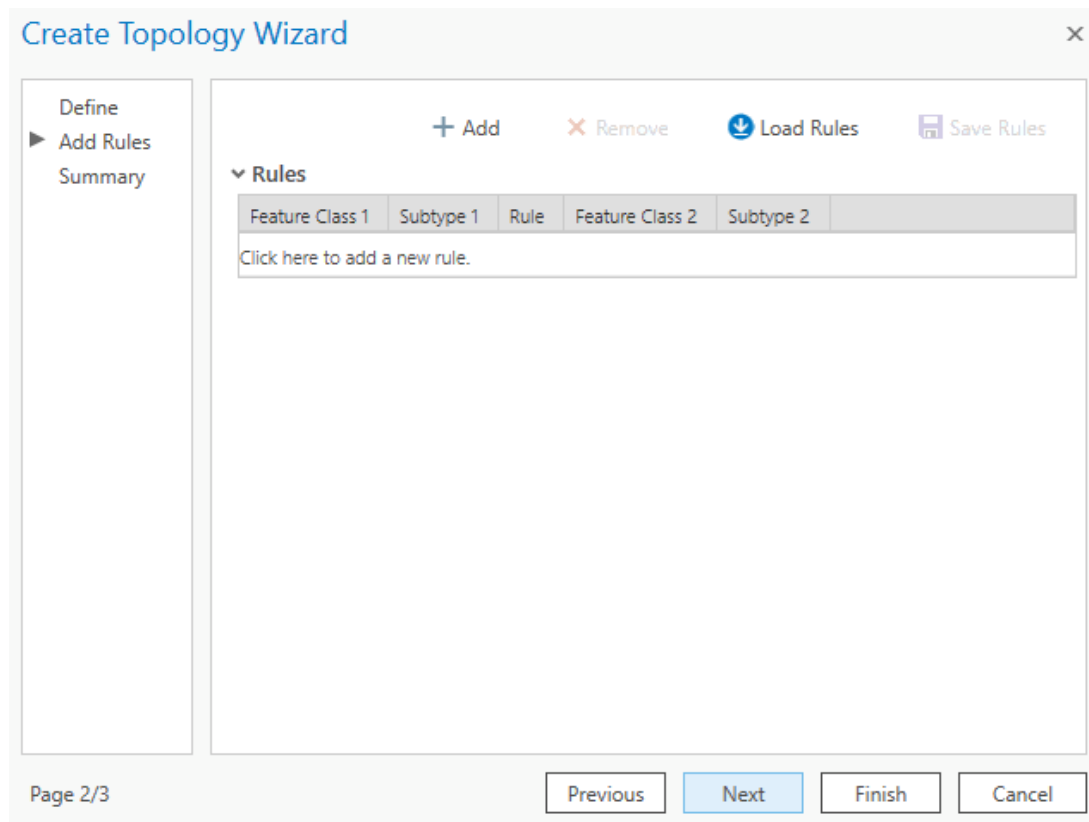 Create Topology Wizard
Define
Add Rules
Summary
Add
Remove
Load Rules
Save Rules
Rules
Feature Class 1 Subtype 1 Rule Feature Class 2 Subtype 2
Click here to add a new rule.
Page 2/3
Previous
Next
Finish
Cancel